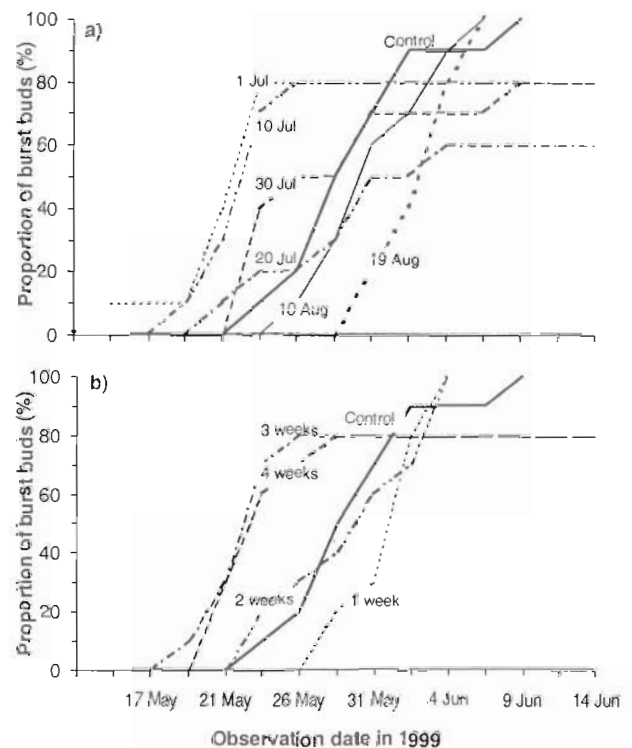 a)
Proportion of burst buds (%)
100
80
60
40
20
0
Control
1 Jul
10 Jul
30 Jul
20 Jul
10 Aug
19 Aug
b)
Proportion of burst buds (%)
100
80
60
40
20
0
Control
3 weeks
4 weeks
2 weeks
1 week
17 May 21 May 26 May 31 May 4 Jun 9 Jun 14 Jun
Observation date in 1999